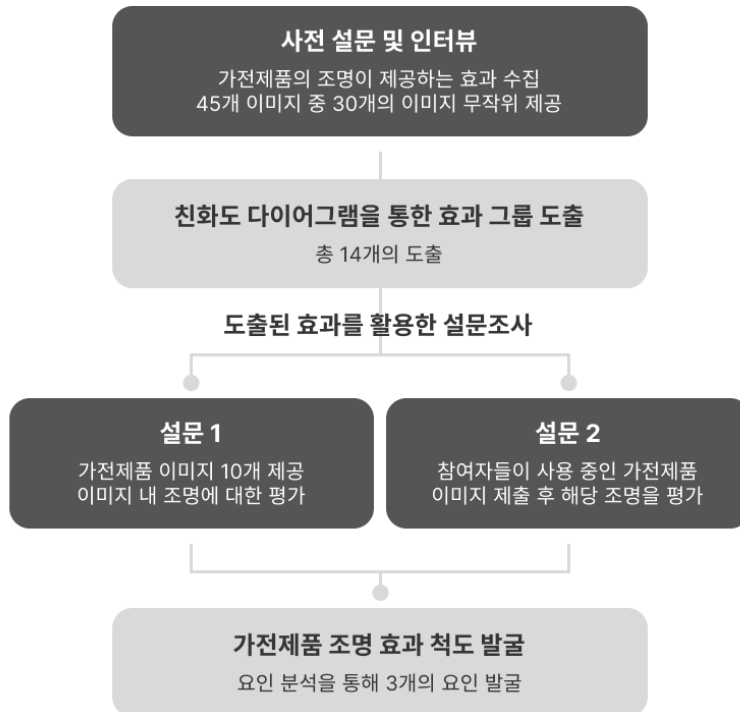 사전 설문 및 인터뷰
가전제품의 조명이 제공하는 효과 수집
45개 이미지 중 30개의 이미지 무작위 제공
친화도 다이어그램을 통한 효과 그룹 도출
총 14개의 도출
도출된 효과를 활용한 설문조사
설문 1
가전제품 이미지 10개 제공
이미지 내 조명에 대한 평가
설문 2
참여자들이 사용 중인 가전제품
이미지 제출 후 해당 조명을 평가
가전제품 조명 효과 척도 발굴
요인 분석을 통해 3개의 요인 발굴